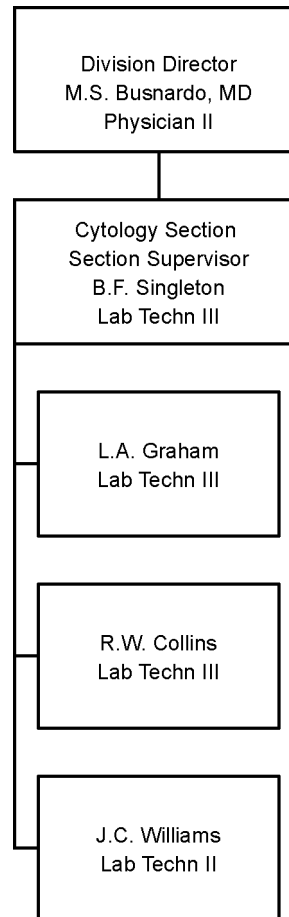 Division Director
M.S. Busnardo, MD
Physician II
Cytology Section
Section Supervisor
B.F. Singleton
Lab Techn III
L.A. Graham
Lab Techn III
R.W. Collins
Lab Techn III
J.C. Williams
Lab Techn II